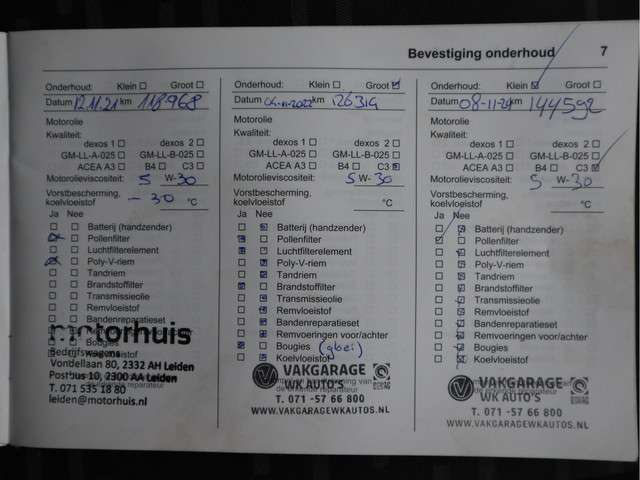 Bevestiging onderhoud 7
Onderhoud: Klein Groot
Datum 12.11.21 km 118968
Motorolie
Kwaliteit:
dexos 1 dexos 2
GM-LL-A-025 GM-LL-B-025
ACEA A3 B4 C3
Motorolieviscositeit: 5 W-30
Vorstbescherming,
koelvloeistof -30 °C
Ja Nee
Batterij (handzender)
Pollenfilter
Luchtfilterelement
Poly-V-riem
Tandriem
Brandstoffilter
Transmissieolie
Remvloeistof
Bandenreparatieset
motorhuis
Bougies
Bedrijfswagens
Vondellaan 80, 2332 AH Leiden
Postbus 10, 2300 AA Leiden
T. 071 535 18 80
leiden@motorhuis.nl
Onderhoud: Klein Groot
Datum 04-11-2022 km 126319
Motorolie
Kwaliteit:
dexos 1 dexos 2
GM-LL-A-025 GM-LL-B-025
ACEA A3 B4 C3
Motorolieviscositeit: 5 W-30
Vorstbescherming,
koelvloeistof °C
Ja Nee
Batterij (handzender)
Pollenfilter
Luchtfilterelement
Poly-V-riem
Tandriem
Brandstoffilter
Transmissieolie
Remvloeistof
Bandenreparatieset
Remvoeringen voor/achter
Bougies
Koelvloeistof
VAKGARAGE
WK AUTO'S
T. 071 -57 66 800
WWW.VAKGARAGEWKAUTOS.NL
Onderhoud: Klein Groot
Datum 08-11-24 km 144592
Motorolie
Kwaliteit:
dexos 1 dexos 2
GM-LL-A-025 GM-LL-B-025
ACEA A3 B4 C3
Motorolieviscositeit: 5 W-30
Vorstbescherming,
koelvloeistof °C
Ja Nee
Batterij (handzender)
Pollenfilter
Luchtfilterelement
Poly-V-riem
Tandriem
Brandstoffilter
Transmissieolie
Remvloeistof
Bandenreparatieset
Remvoeringen voor/achter
Bougies
Koelvloeistof
VAKGARAGE
WK AUTO'S
T. 071 -57 66 800
WWW.VAKGARAGEWKAUTOS.NL